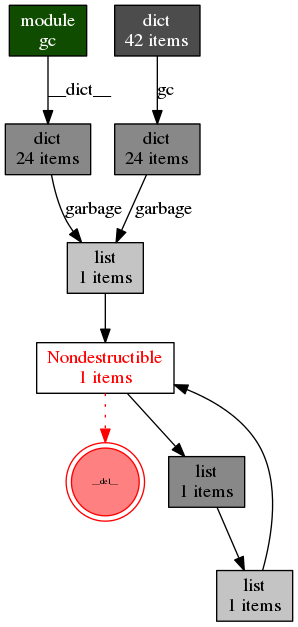 module
gc
dict
42 items
__dict__
gc
dict
24 items
dict
24 items
garbage
garbage
list
1 items
Nondestructible
1 items
__del__
list
1 items
list
1 items